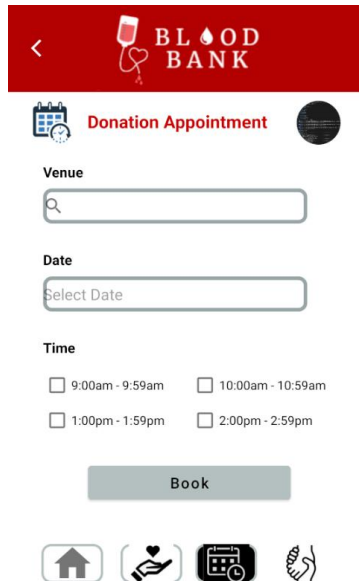 BLOOD
BANK
Donation Appointment
Venue
Date
Select Date
Time
9:00am - 9:59am
10:00am - 10:59am
1:00pm - 1:59pm
2:00pm - 2:59pm
Book